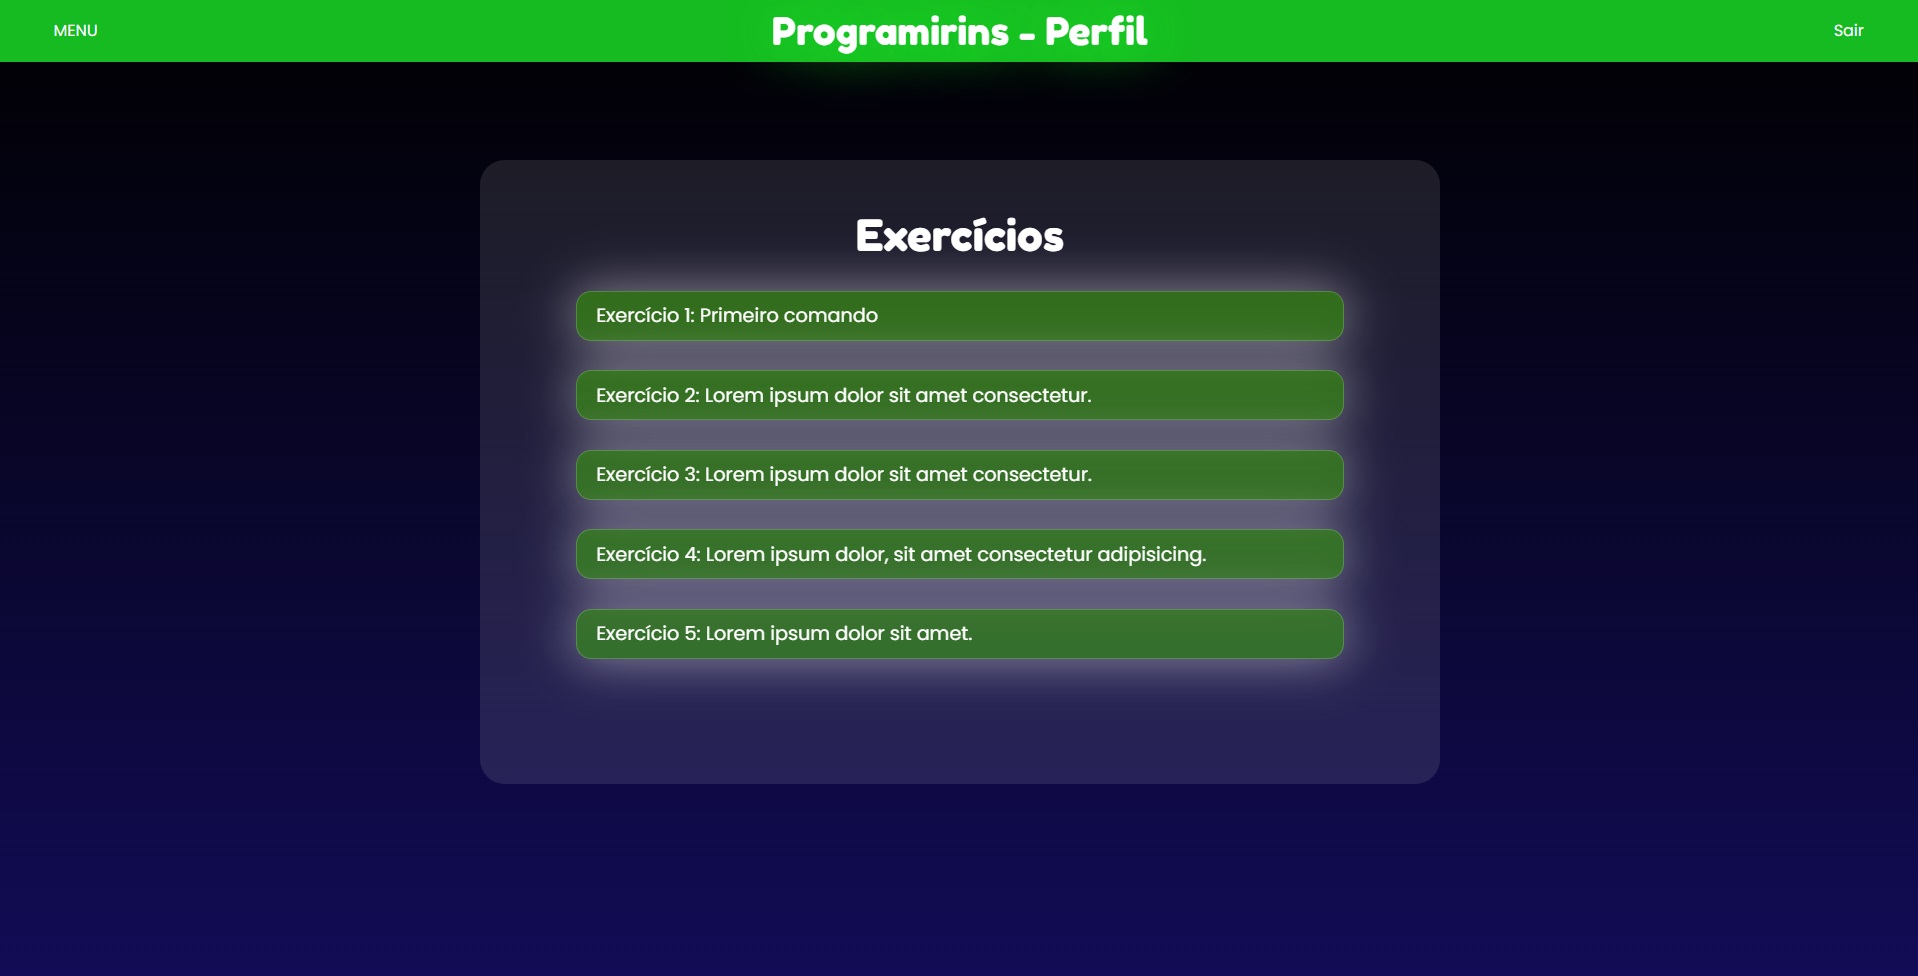 MENU
Programirins - Perfil
Sair
Exercícios
Exercício 1: Primeiro comando
Exercício 2: Lorem ipsum dolor sit amet consectetur.
Exercício 3: Lorem ipsum dolor sit amet consectetur.
Exercício 4: Lorem ipsum dolor, sit amet consectetur adipisicing.
Exercício 5: Lorem ipsum dolor sit amet.